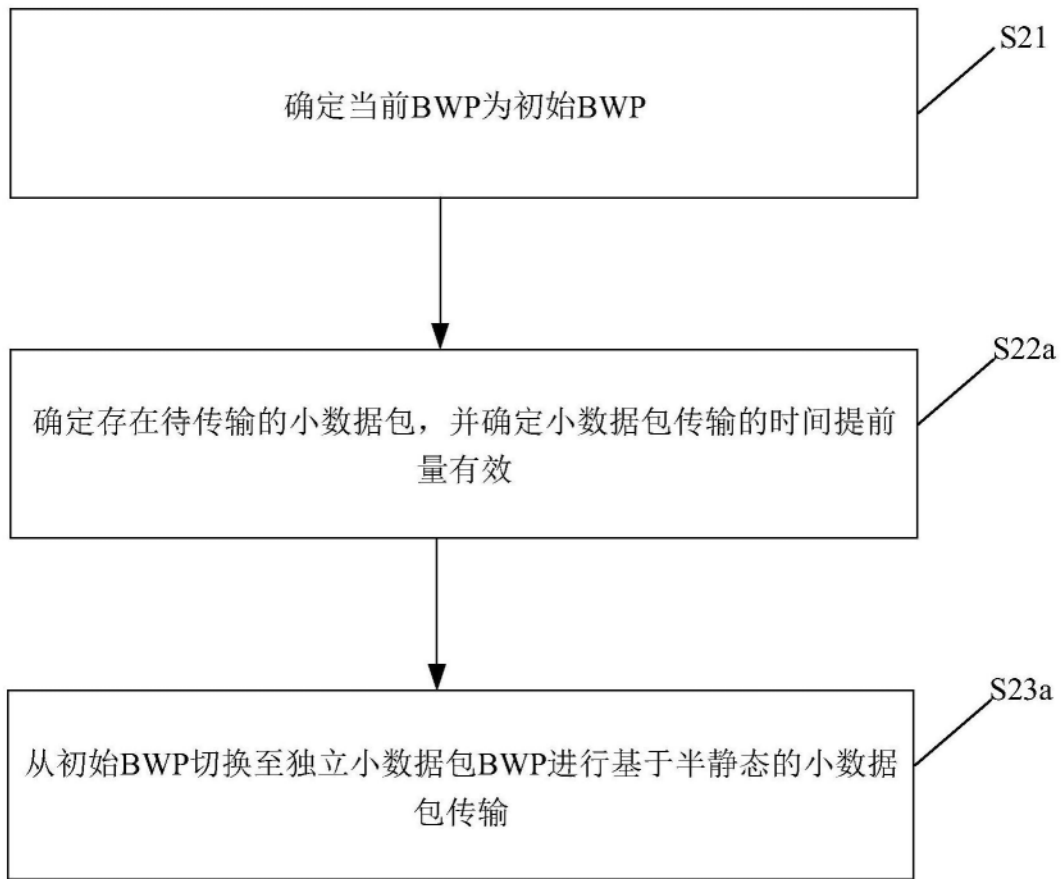 S21
确定当前BWP为初始BWP
S22a
确定存在待传输的小数据包，并确定小数据包传输的时间提前
量有效
S23a
从初始BWP切换至独立小数据包BWP进行基于半静态的小数据
包传输